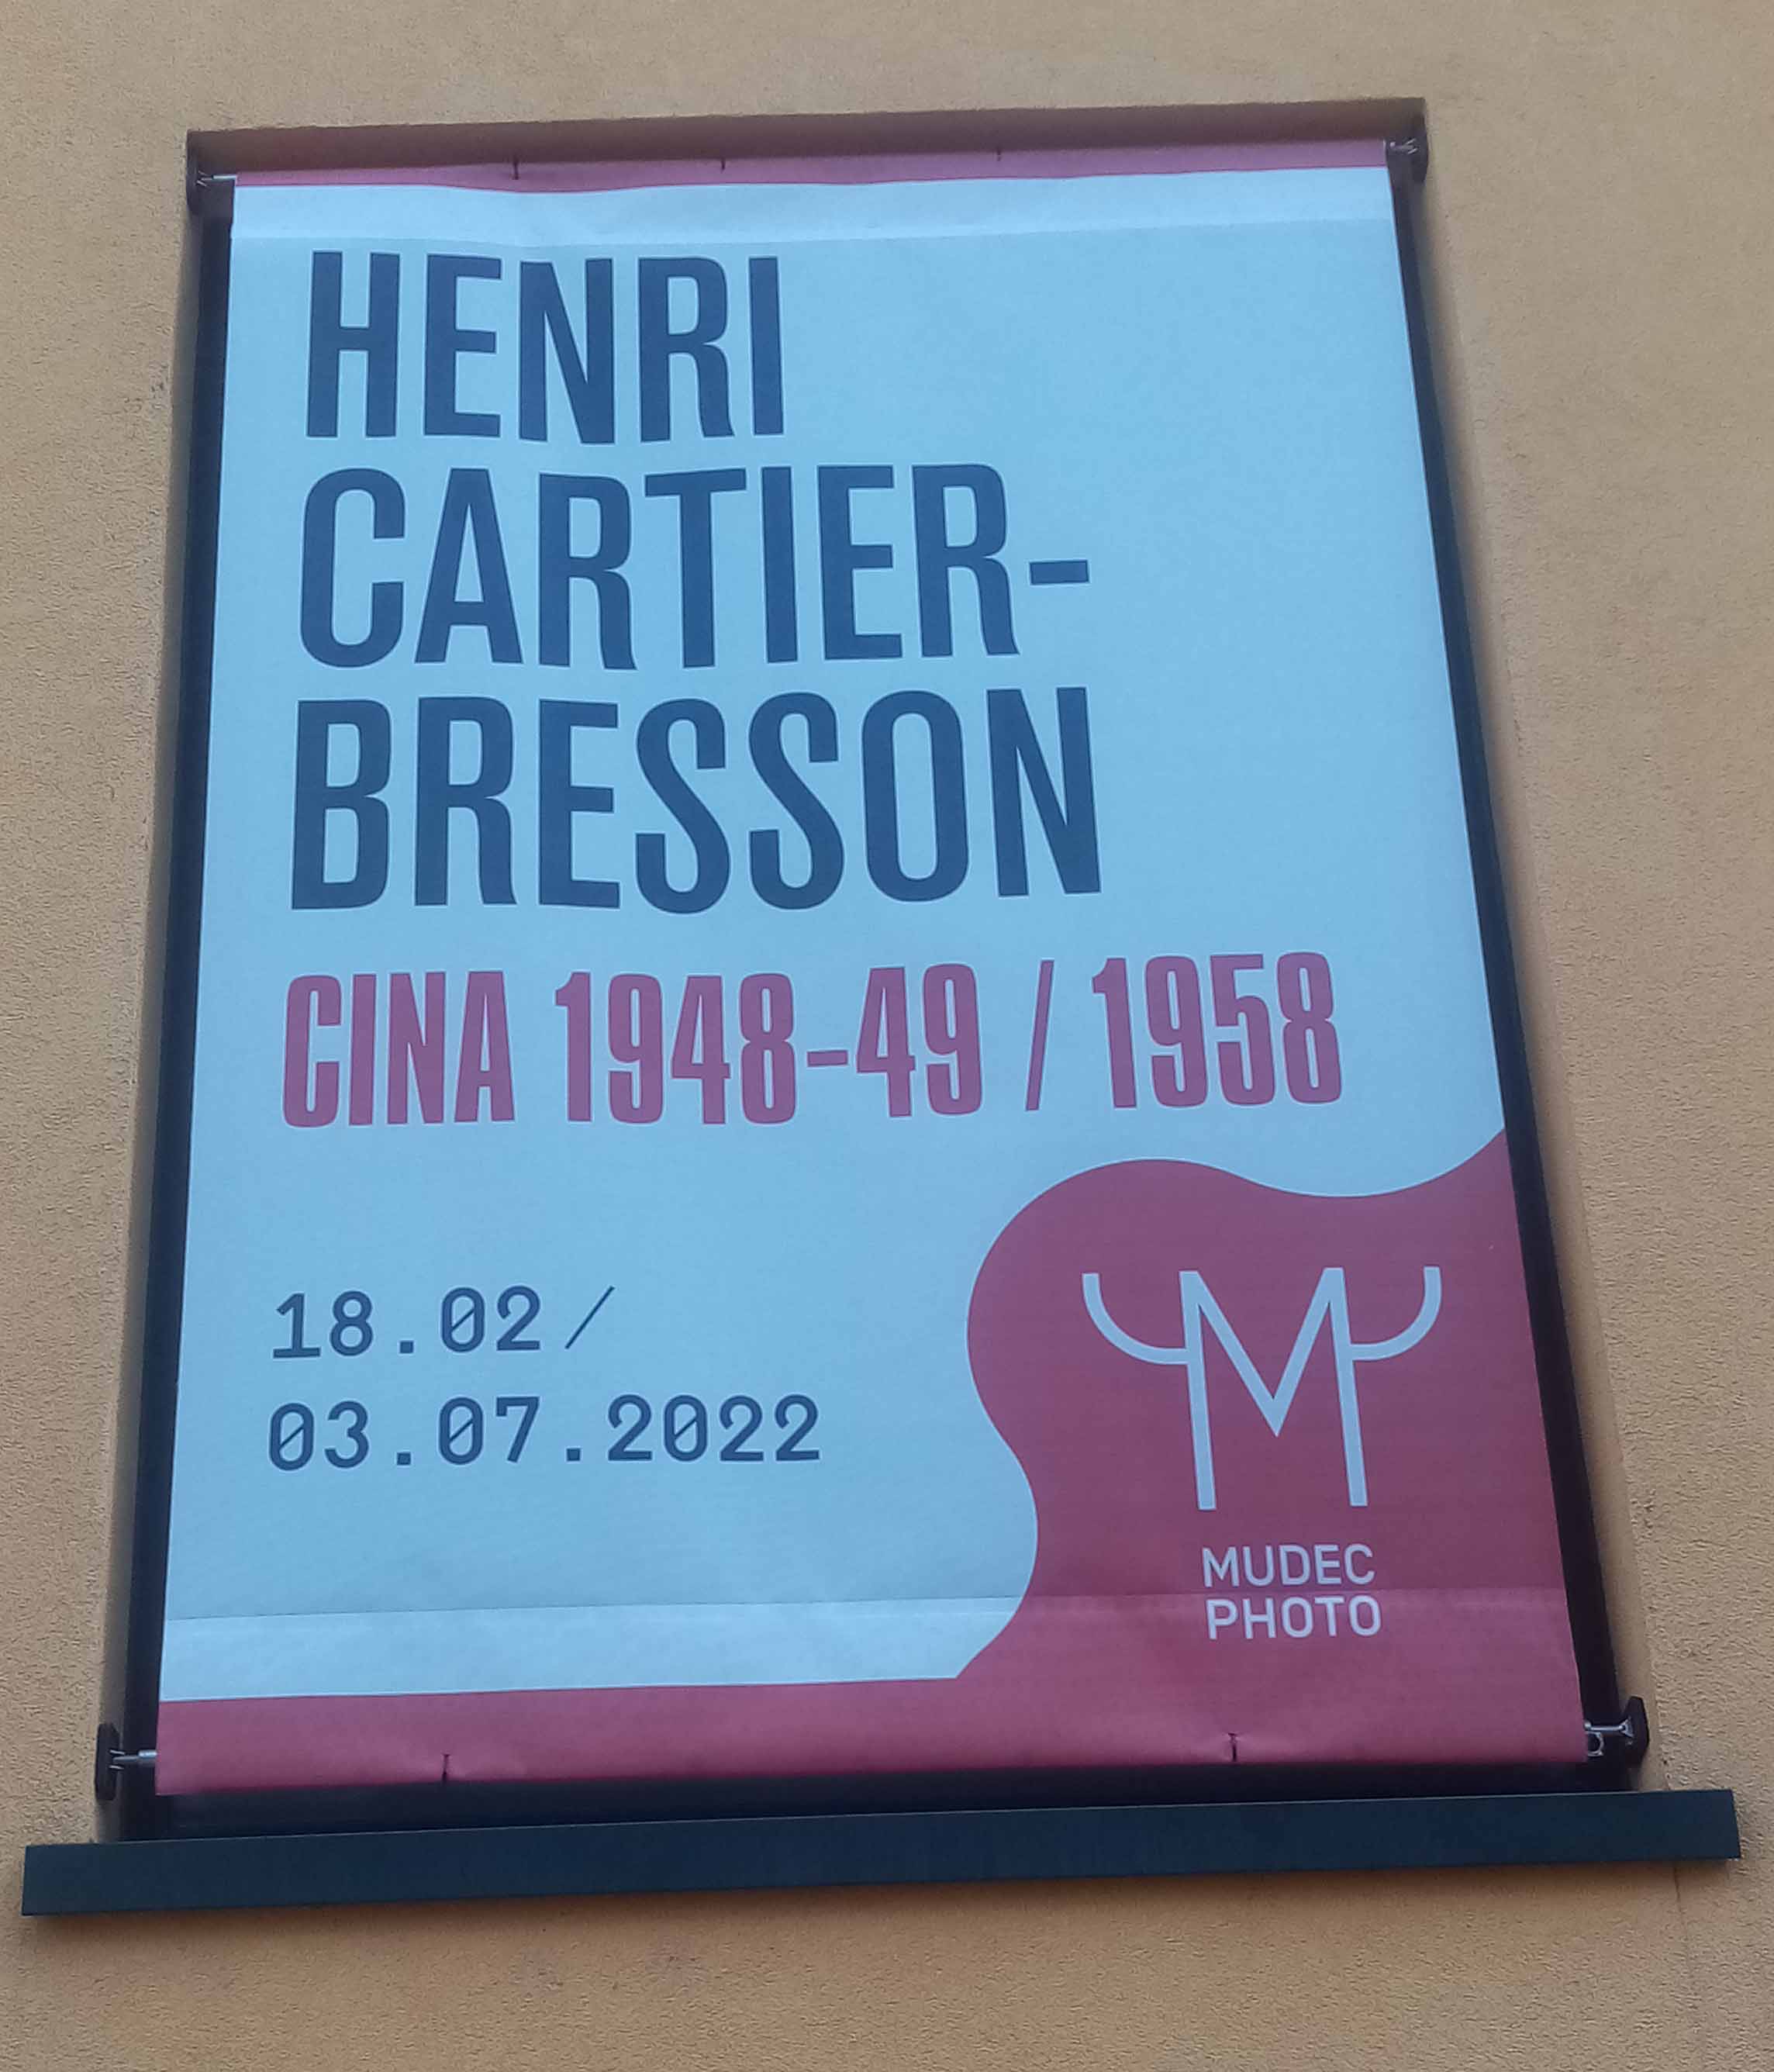 HENRI
CARTIER-
BRESSON
CINA 1948-49 / 1958
18.02/
03.07.2022
M
MUDEC
PHOTO